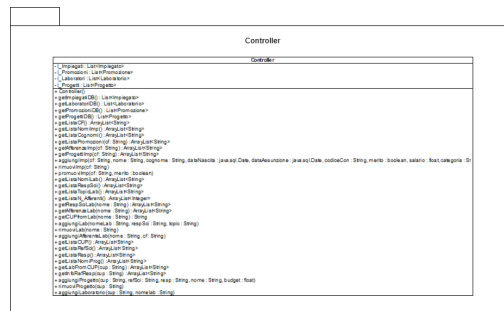 Controller
Controller
- l_Impiegati : List<Impiegato>
- l_Promozioni : List<Promozione>
- l_Laboratori : List<Laboratorio>
- l_Progetti : List<Progetto>
+ Controller()
+ getImpiegatiDB() : List<Impiegato>
+ getLaboratoriDB() : List<Laboratorio>
+ getPromozioniDB() : List<Promozione>
+ getProgettiDB() : List<Progetto>
+ getListaCF() : ArrayList<String>
+ getListaNomiImp() : ArrayList<String>
+ getListaCognomi() : ArrayList<String>
+ getListaPromozioni(cf : String) : ArrayList<String>
+ getAfferenzeImp(cf : String) : ArrayList<String>
+ getProgettiImp(cf : String) : ArrayList<String>
+ aggiungiImp(cf : String, nome : String, cognome : String, dataNascita : java.sql.Date, dataAssunzione : java.sql.Date, codiceCon : String, merito : boolean, salario : float, categoria : St
+ rimuoviImp(cf : String)
+ promuoviImp(cf : String, merito : boolean)
+ getListaNomiLab() : ArrayList<String>
+ getListaRespSci() : ArrayList<String>
+ getListaTopicLab() : ArrayList<String>
+ getListaN_Afferenti() : ArrayList<Integer>
+ getRespSciLab(nome : String) : ArrayList<String>
+ getAfferenzeLab(nome : String) : ArrayList<String>
+ getCUPfromLab(nome : String) : String
+ aggiungiLab(nomeLab : String, respSci : String, topic : String)
+ rimuoviLab(nome : String)
+ aggiungiAfferenteLab(nome : String, cf : String)
+ getListaCUP() : ArrayList<String>
+ getListaRefSci() : ArrayList<String>
+ getListaResp() : ArrayList<String>
+ getListaNomiProg() : ArrayList<String>
+ getLabFromCUP(cup : String) : ArrayList<String>
+ getInfoRefResp(cup : String) : ArrayList<String>
+ aggiungiProgetto(cup : String, refSci : String, resp : String, nome : String, budget : float)
+ rimuoviProgetto(cup : String)
+ aggiungiLaboratorio(cup : String, nomelab : String)